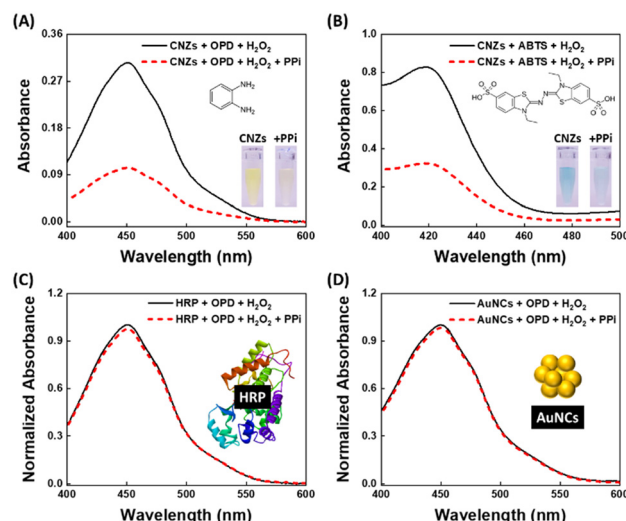 (A)
0.36
0.27
0.18
0.09
0.00
Absorbance
CNZs + OPD + H₂O₂
CNZs + OPD + H₂O₂ + PPi
NH₂
NH₂
CNZs +PPi
400 450 500 550 600
Wavelength (nm)
(B)
1.0
0.8
0.6
0.4
0.2
0.0
Absorbance
CNZs + ABTS + H₂O₂
CNZs + ABTS + H₂O₂ + PPi
HO
O
S
O
S
N
N
N
S
N
O
S
O
OH
CNZs +PPi
400 420 440 460 480 500
Wavelength (nm)
(C)
1.2
0.9
0.6
0.3
0.0
Normalized Absorbance
HRP + OPD + H₂O₂
HRP + OPD + H₂O₂ + PPi
HRP
400 450 500 550 600
Wavelength (nm)
(D)
1.2
0.9
0.6
0.3
0.0
Normalized Absorbance
AuNCs + OPD + H₂O₂
AuNCs + OPD + H₂O₂ + PPi
AuNCs
400 450 500 550 600
Wavelength (nm)